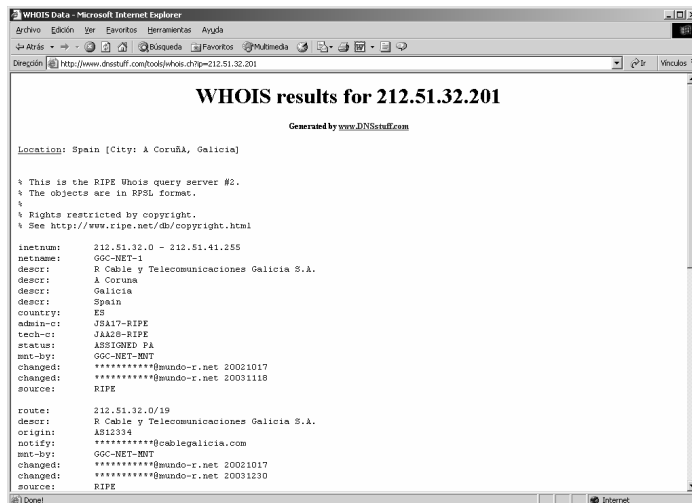 WHOIS Data - Microsoft Internet Explorer
Archivo Edición Ver Favoritos Herramientas Ayuda
Atrás Búsqueda Favoritos Multimedia
Dirección http://www.dnsstuff.com/tools/whois.ch?ip=212.51.32.201 Ir Vínculos
WHOIS results for 212.51.32.201
Generated by www.DNSstuff.com
Location: Spain [City: A CoruñA, Galicia]
% This is the RIPE Whois query server #2.
% The objects are in RPSL format.
%
% Rights restricted by copyright.
% See http://www.ripe.net/db/copyright.html
inetnum: 212.51.32.0 - 212.51.41.255
netname: GGC-NET-1
descr: R Cable y Telecomunicaciones Galicia S.A.
descr: A Coruna
descr: Galicia
descr: Spain
country: ES
admin-c: JSA17-RIPE
tech-c: JAA28-RIPE
status: ASSIGNED PA
mnt-by: GGC-NET-MNT
changed: ***********@mundo-r.net 20021017
changed: ***********@mundo-r.net 20031118
source: RIPE
route: 212.51.32.0/19
descr: R Cable y Telecomunicaciones Galicia S.A.
origin: AS12334
notify: ***********@cablegalicia.com
mnt-by: GGC-NET-MNT
changed: ***********@mundo-r.net 20021017
changed: ***********@mundo-r.net 20031230
source: RIPE
Done! Internet